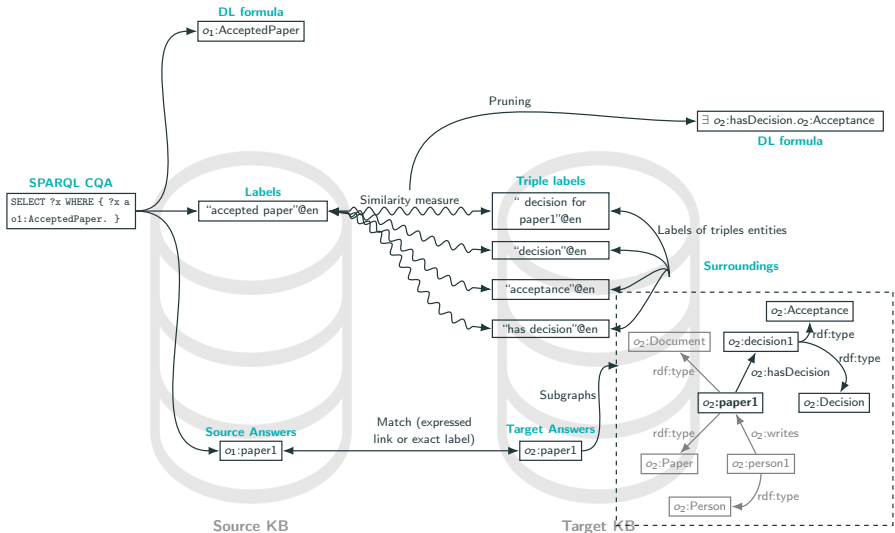 DL formula
o₁:AcceptedPaper
Pruning
∃ o₂:hasDecision.o₂:Acceptance
DL formula
SPARQL CQA
SELECT ?x WHERE { ?x a
o1:AcceptedPaper. }
Labels
"accepted paper"@en
Similarity measure
Triple labels
" decision for
paper1"@en
"decision"@en
"acceptance"@en
"has decision"@en
Labels of triples entities
Surroundings
o₂:Acceptance
rdf:type
o₂:Document
o₂:decision1
rdf:type
rdf:type
o₂:hasDecision
Subgraphs
o₂:paper1
o₂:Decision
Source Answers
o₁:paper1
Match (expressed
link or exact label)
Target Answers
o₂:paper1
rdf:type
o₂:writes
o₂:Paper
o₂:person1
rdf:type
o₂:Person
Source KB
Target KB